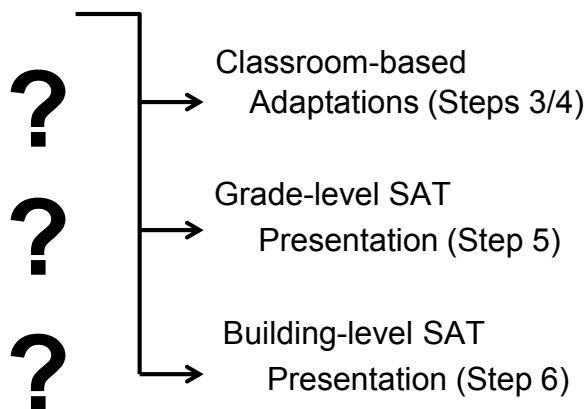 ?
Classroom-based
Adaptations (Steps 3/4)
?
Grade-level SAT
Presentation (Step 5)
?
Building-level SAT
Presentation (Step 6)